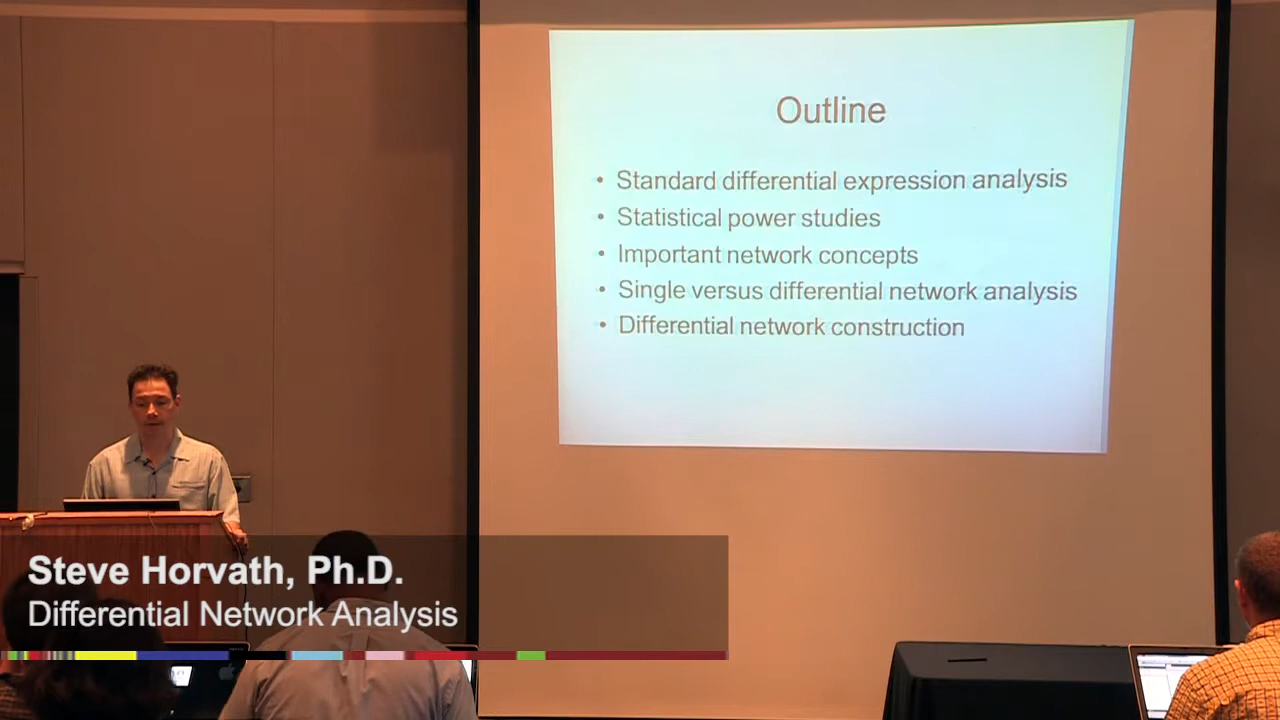 Outline
• Standard differential expression analysis
• Statistical power studies
• Important network concepts
• Single versus differential network analysis
• Differential network construction
Steve Horvath, Ph.D.
Differential Network Analysis